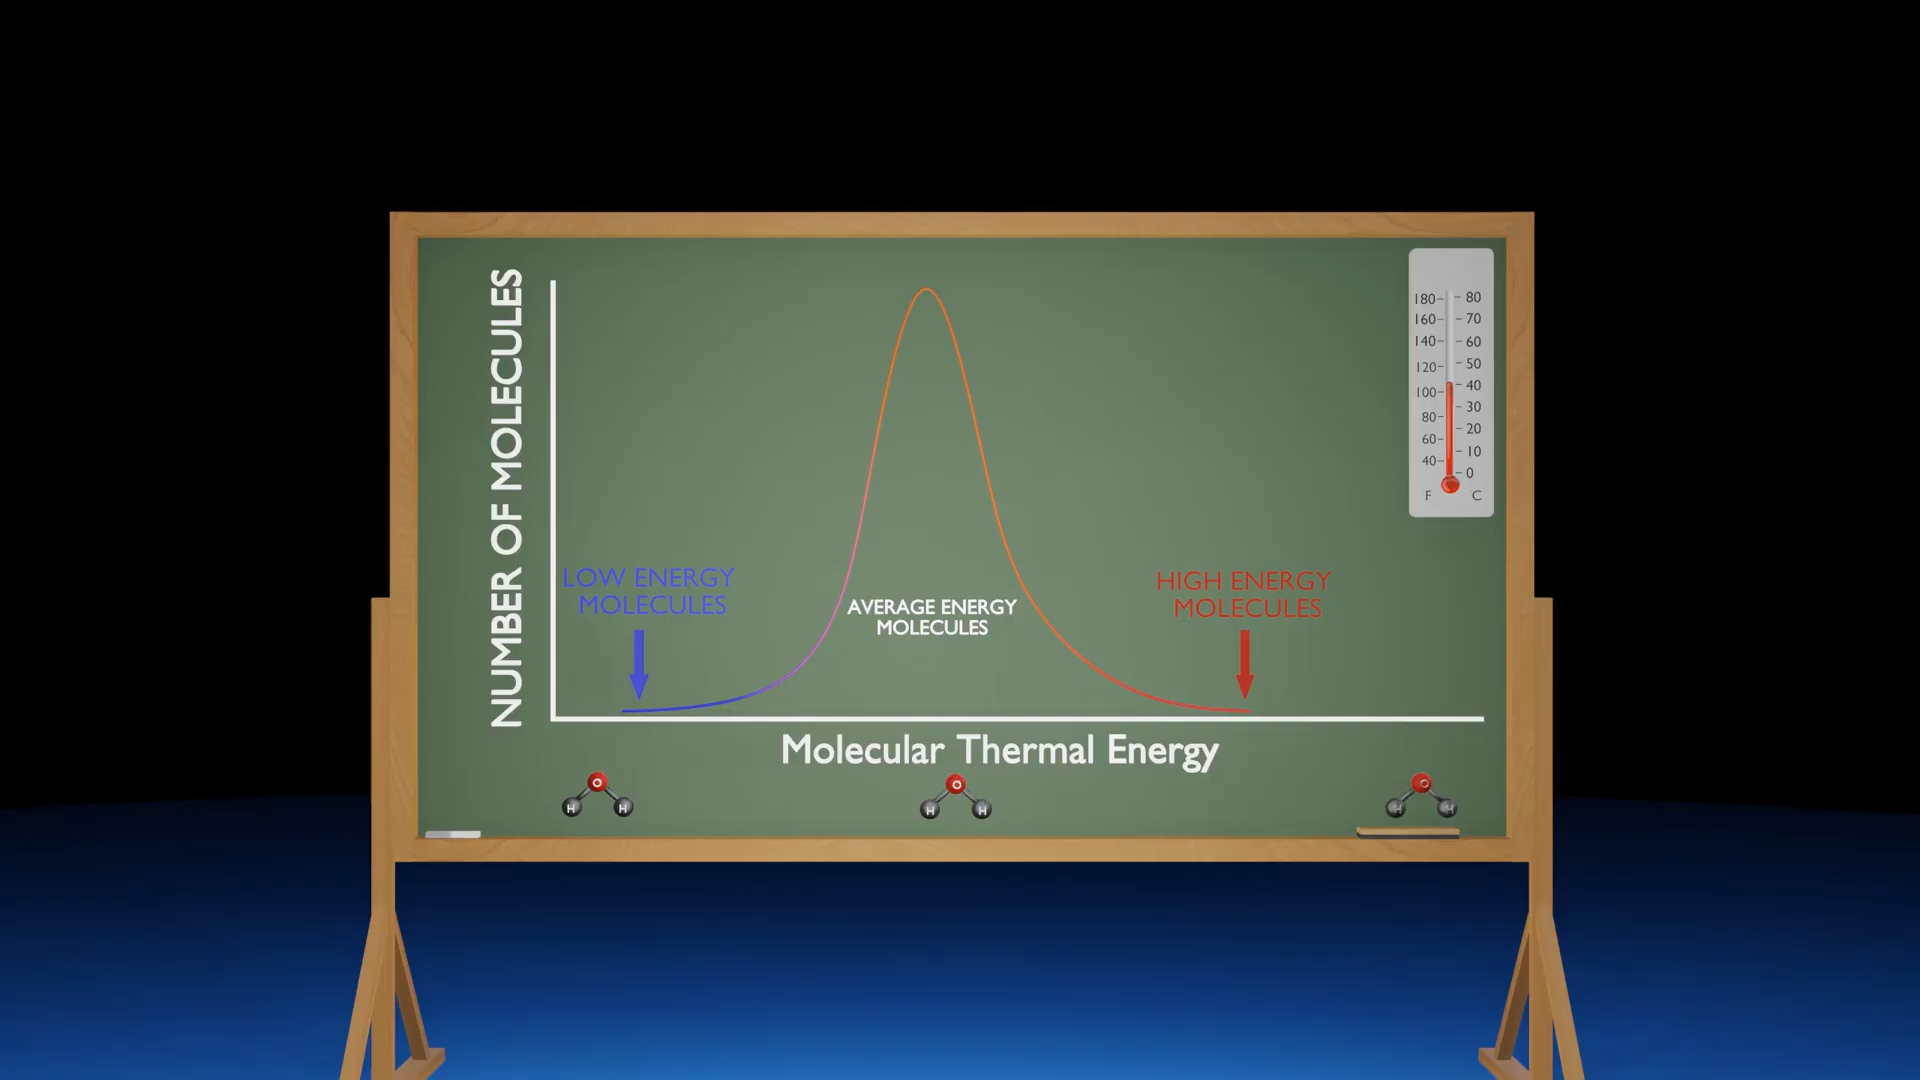 NUMBER OF MOLECULES
LOW ENERGY
MOLECULES
AVERAGE ENERGY
MOLECULES
HIGH ENERGY
MOLECULES
Molecular Thermal Energy
180 80
160 70
140 60
120 50
100 40
80 30
60 20
40 10
0
F C
O
H H
O
H H
O
H H